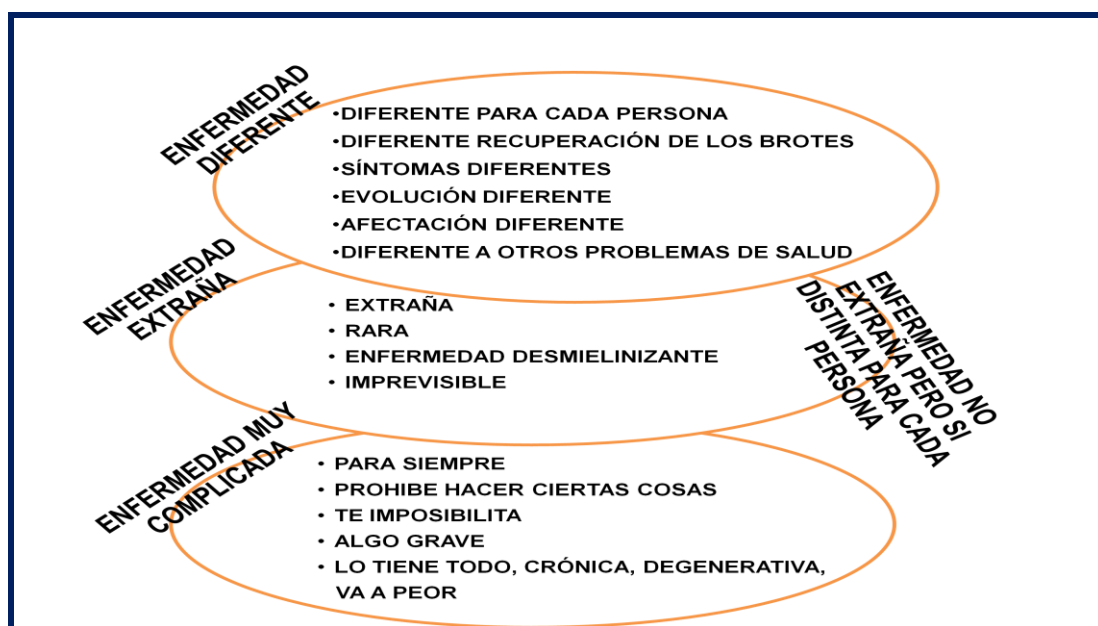 ENFERMEDAD
DIFERENTE
•DIFERENTE PARA CADA PERSONA
•DIFERENTE RECUPERACIÓN DE LOS BROTES
•SÍNTOMAS DIFERENTES
•EVOLUCIÓN DIFERENTE
•AFECTACIÓN DIFERENTE
•DIFERENTE A OTROS PROBLEMAS DE SALUD
ENFERMEDAD
EXTRAÑA
• EXTRAÑA
• RARA
• ENFERMEDAD DESMIELINIZANTE
• IMPREVISIBLE
ENFERMEDAD NO
EXTRAÑA PERO SI
DISTINTA PARA CADA
PERSONA
ENFERMEDAD MUY
COMPLICADA
• PARA SIEMPRE
• PROHIBE HACER CIERTAS COSAS
• TE IMPOSIBILITA
• ALGO GRAVE
• LO TIENE TODO, CRÓNICA, DEGENERATIVA,
VA A PEOR